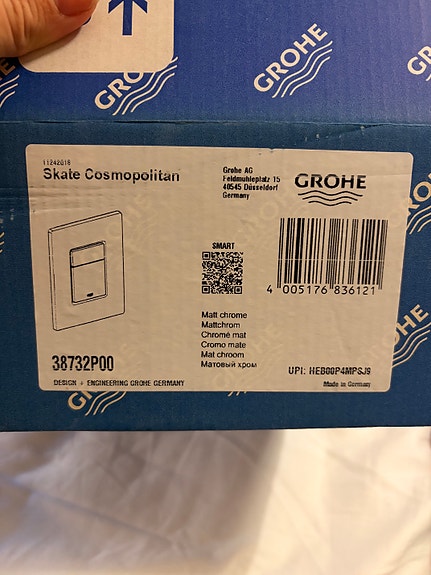 GROHE
GROHE
11242018
Skate Cosmopolitan
Grohe AG
Feldmühleplatz 15
40545 Düsseldorf
Germany
GROHE
SMART
4 005176 836121
Matt chrome
Mattchrom
Chromé mat
Cromo mate
Mat chroom
Матовый хром
38732P00
UPI: HEB00P4MPSJ9
DESIGN + ENGINEERING GROHE GERMANY
Made in Germany
GROHE